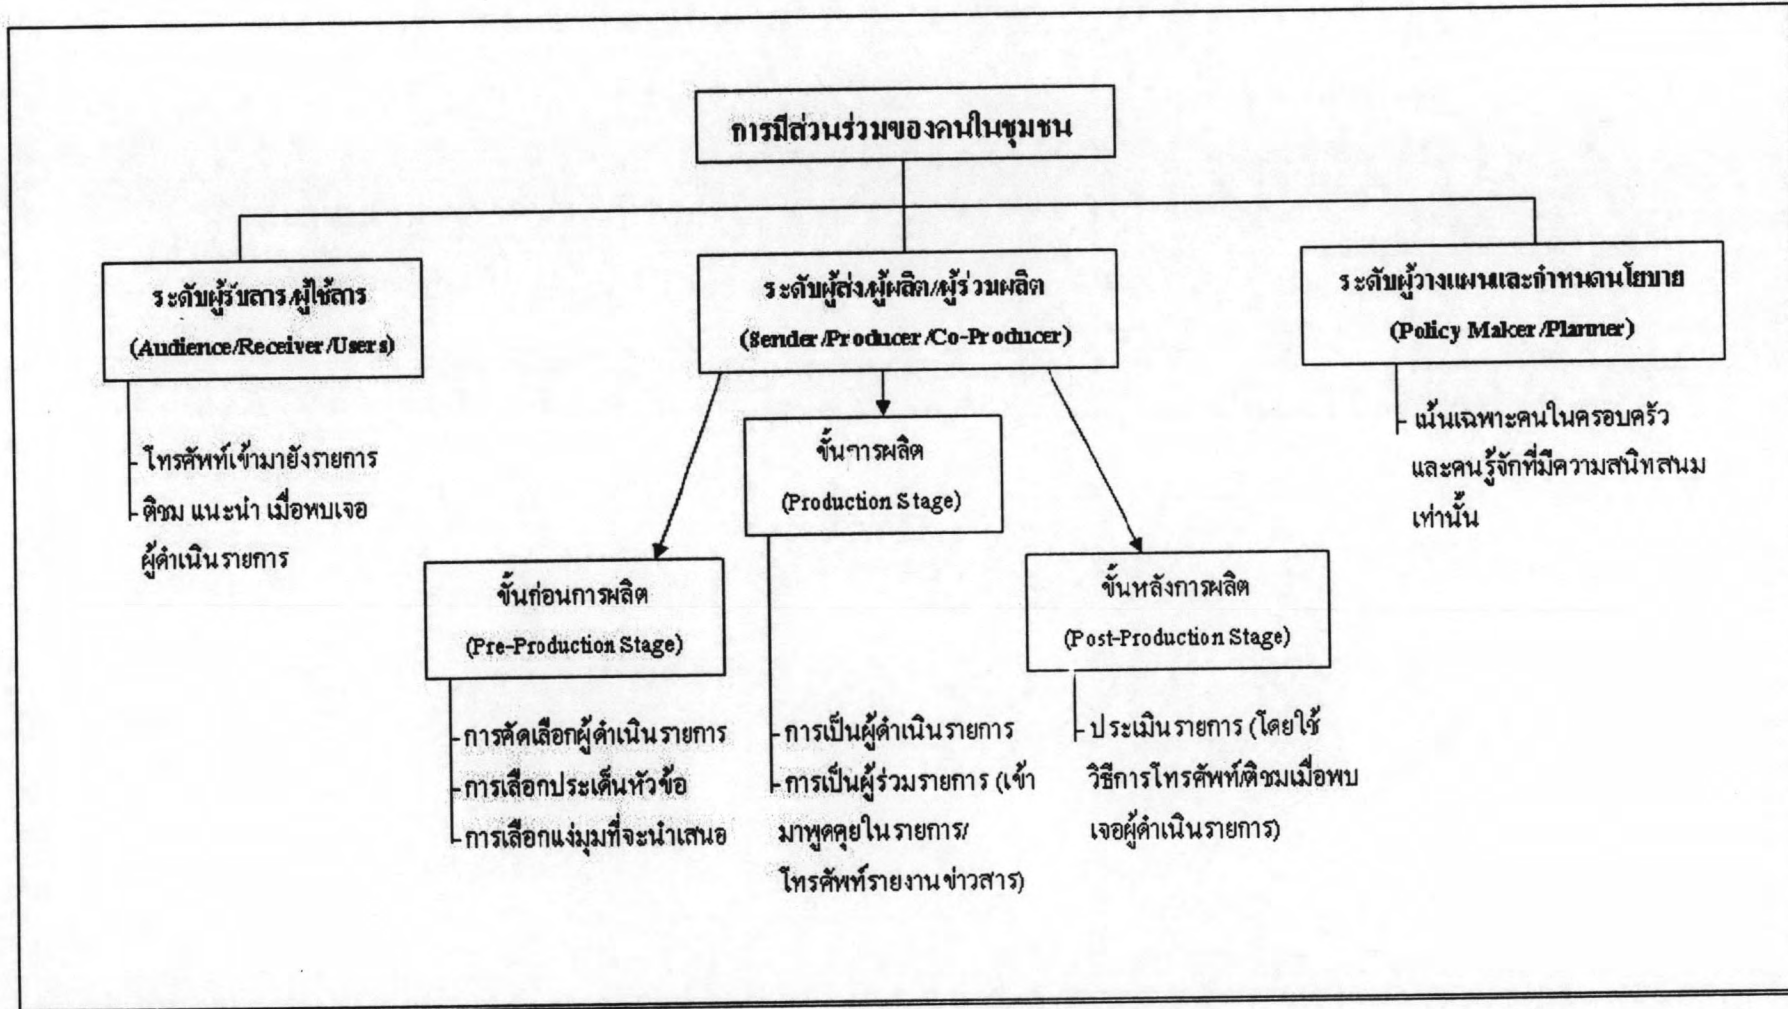 การมีส่วนร่วมของคนในชุมชน
ระดับผู้รับสาร/ผู้ใช้สาร
(Audience/Receiver/Users)
- โทรศัพท์เข้ามายังรายการ
- ติชม แนะนำ เมื่อพบเจอ
ผู้ดำเนินรายการ
ระดับผู้ส่ง/ผู้ผลิต/ผู้ร่วมผลิต
(Sender/Producer/Co-Producer)
ขั้นก่อนการผลิต
(Pre-Production Stage)
- การคัดเลือกผู้ดำเนินรายการ
- การเลือกประเด็นหัวข้อ
- การเลือกแง่มุมที่จะนำเสนอ
ขั้นการผลิต
(Production Stage)
- การเป็นผู้ดำเนินรายการ
- การเป็นผู้ร่วมรายการ (เข้า
มาพูดคุยในรายการ/
โทรศัพท์รายงานข่าวสาร)
ขั้นหลังการผลิต
(Post-Production Stage)
- ประเมินรายการ (โดยใช้
วิธีการโทรศัพท์/ติชมเมื่อพบ
เจอผู้ดำเนินรายการ)
ระดับผู้วางแผนและกำหนดนโยบาย
(Policy Maker/Planner)
- เน้นเฉพาะคนในครอบครัว
และคนรู้จักที่มีความสนิทสนม
เท่านั้น